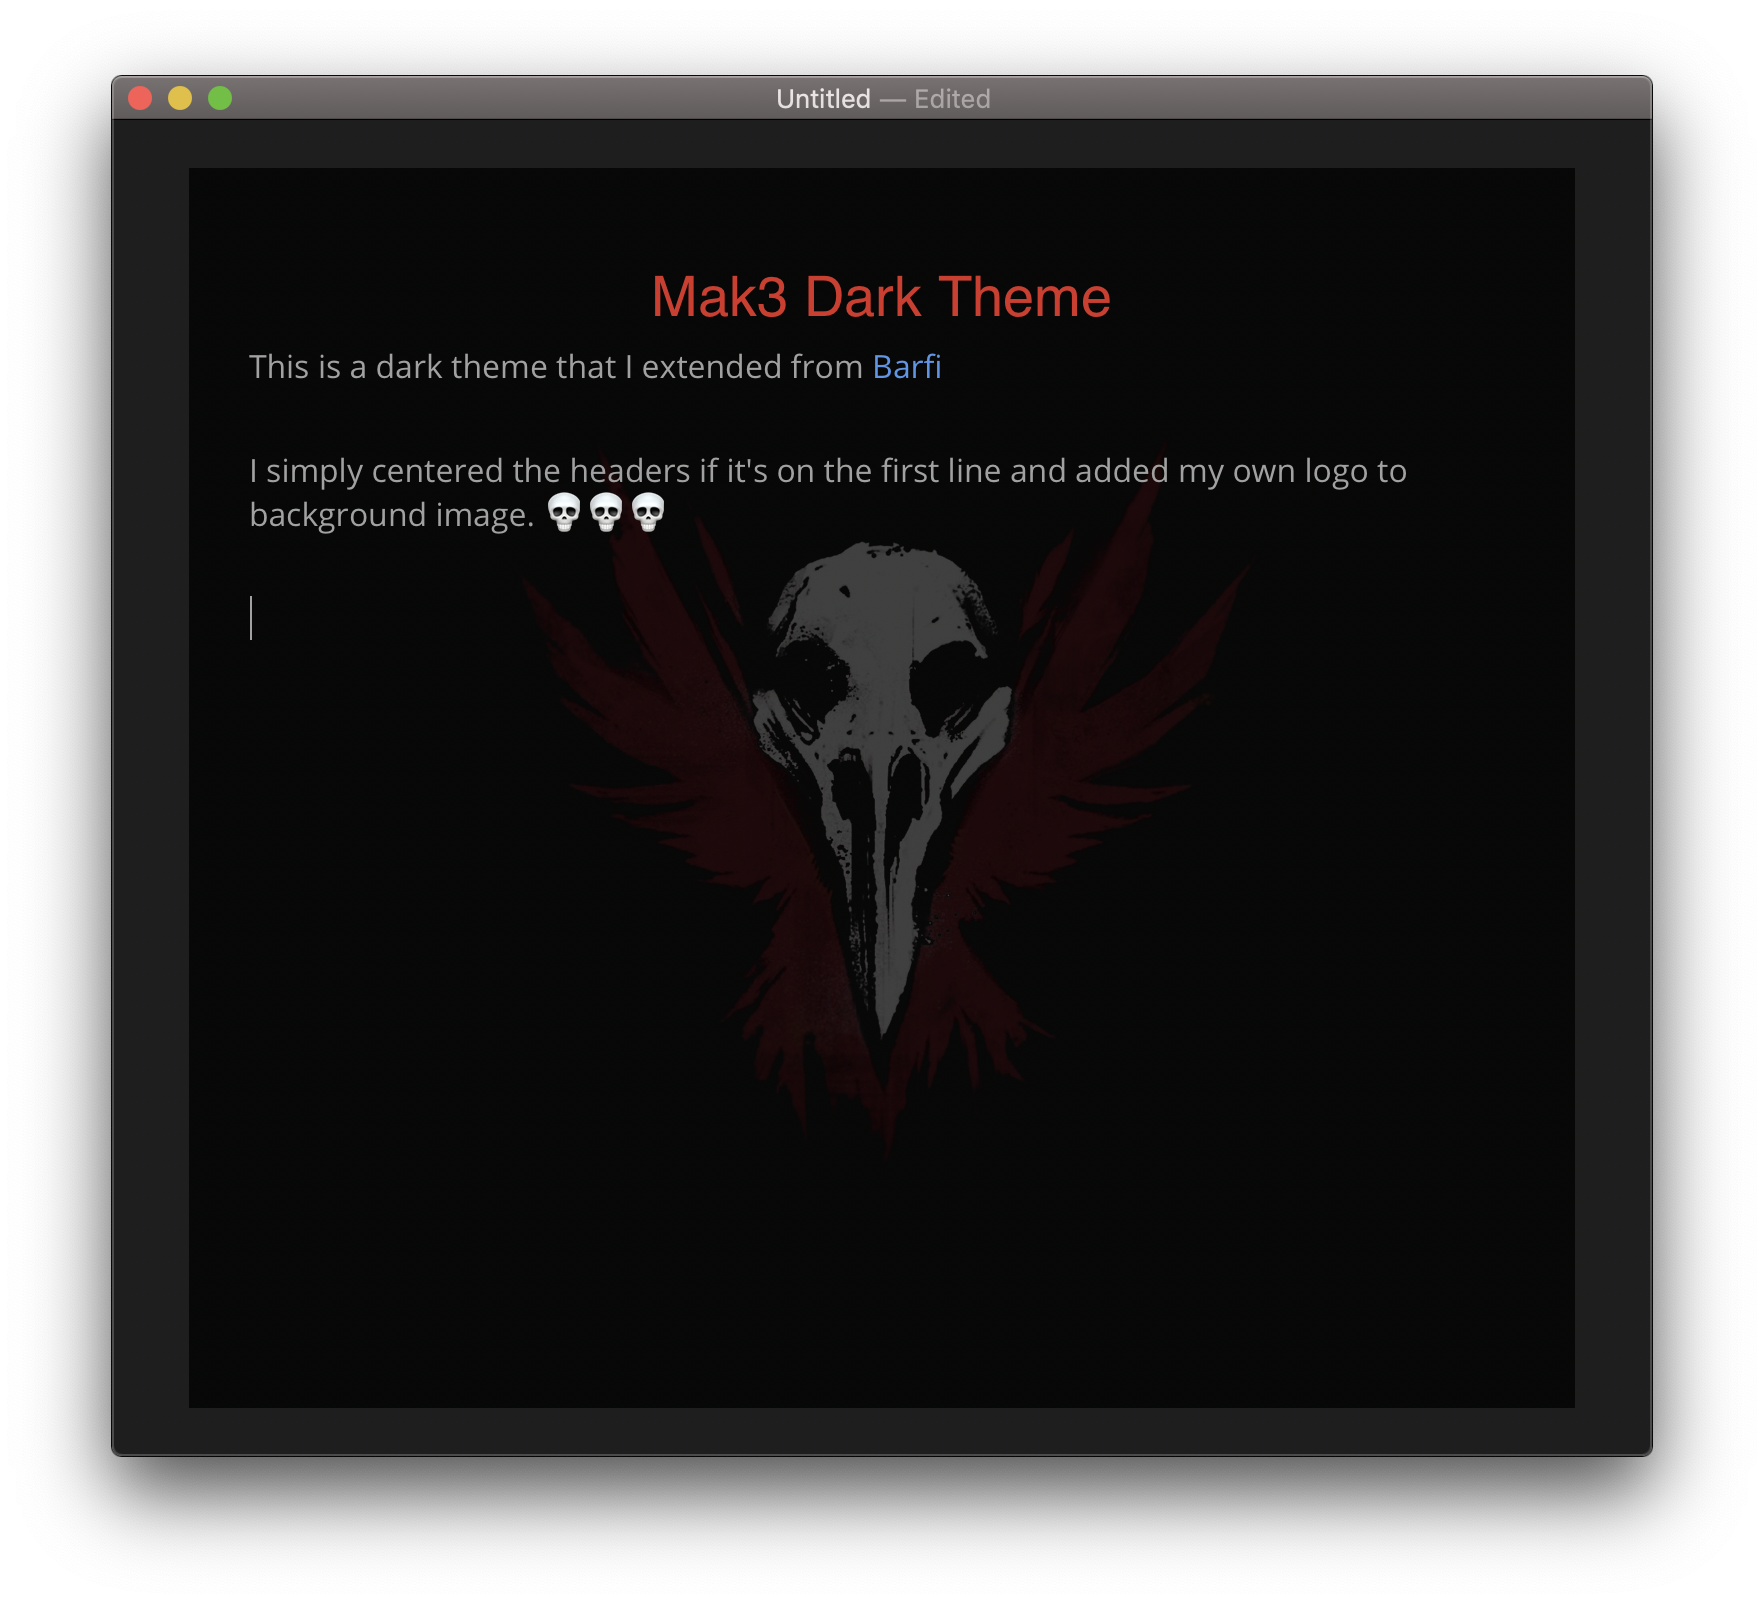 Untitled — Edited
Mak3 Dark Theme
This is a dark theme that I extended from Barfi
I simply centered the headers if it's on the first line and added my own logo to
background image. 💀💀💀